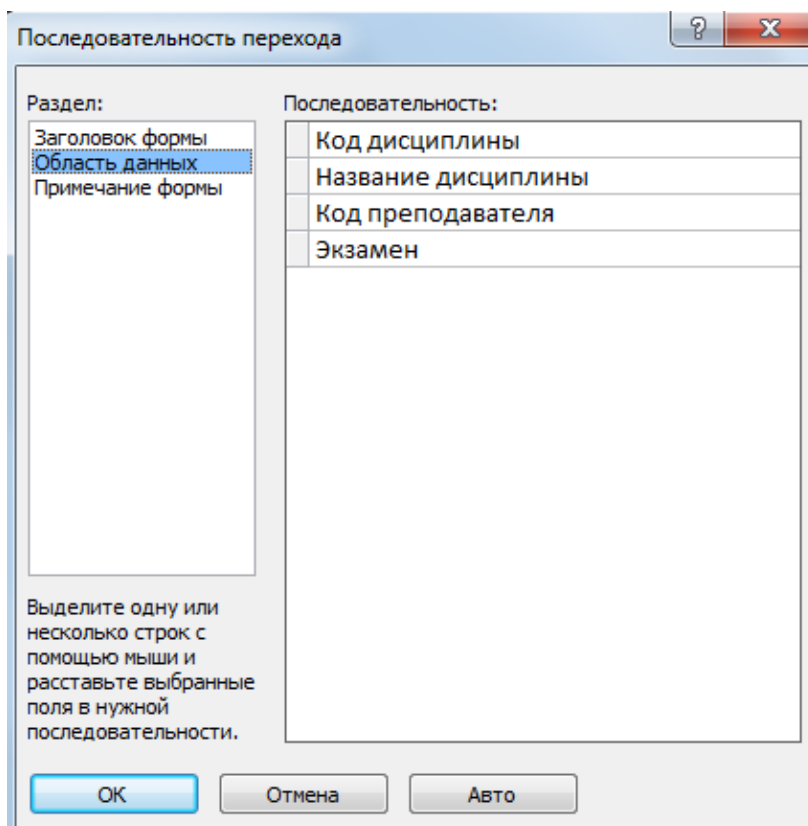 Последовательность перехода
Раздел:
Заголовок формы
Область данных
Примечание формы
Последовательность:
Код дисциплины
Название дисциплины
Код преподавателя
Экзамен
Выделите одну или
несколько строк с
помощью мыши и
расставьте выбранные
поля в нужной
последовательности.
ОК
Отмена
Авто